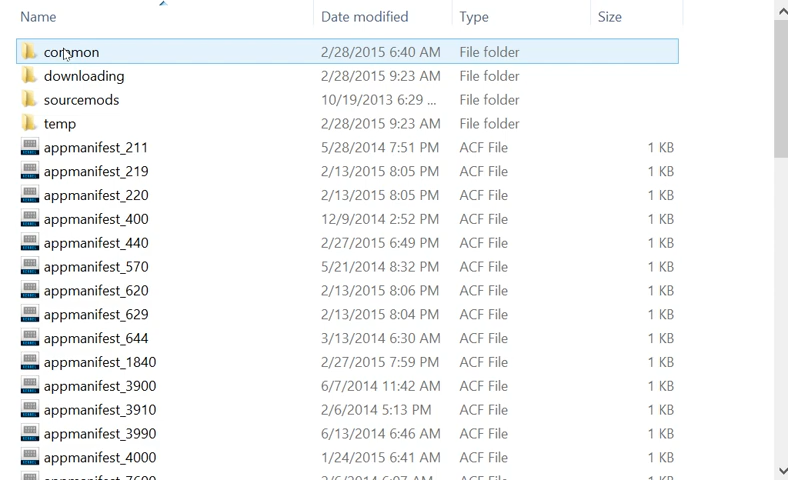 Name Date modified Type Size
common 2/28/2015 6:40 AM File folder
downloading 2/28/2015 9:23 AM File folder
sourcemods 10/19/2013 6:29 ... File folder
temp 2/28/2015 9:23 AM File folder
appmanifest_211 5/28/2014 7:51 PM ACF File 1 KB
appmanifest_219 2/13/2015 8:05 PM ACF File 1 KB
appmanifest_220 2/13/2015 8:05 PM ACF File 1 KB
appmanifest_400 12/9/2014 2:52 PM ACF File 1 KB
appmanifest_440 2/27/2015 6:49 PM ACF File 1 KB
appmanifest_570 5/21/2014 8:32 PM ACF File 1 KB
appmanifest_620 2/13/2015 8:06 PM ACF File 1 KB
appmanifest_629 2/13/2015 8:04 PM ACF File 1 KB
appmanifest_644 3/13/2014 6:30 AM ACF File 1 KB
appmanifest_1840 2/27/2015 7:59 PM ACF File 1 KB
appmanifest_3900 6/7/2014 11:42 AM ACF File 1 KB
appmanifest_3910 2/6/2014 5:13 PM ACF File 1 KB
appmanifest_3990 6/13/2014 6:46 AM ACF File 1 KB
appmanifest_4000 1/24/2015 6:41 AM ACF File 1 KB
ACF File 1 KB